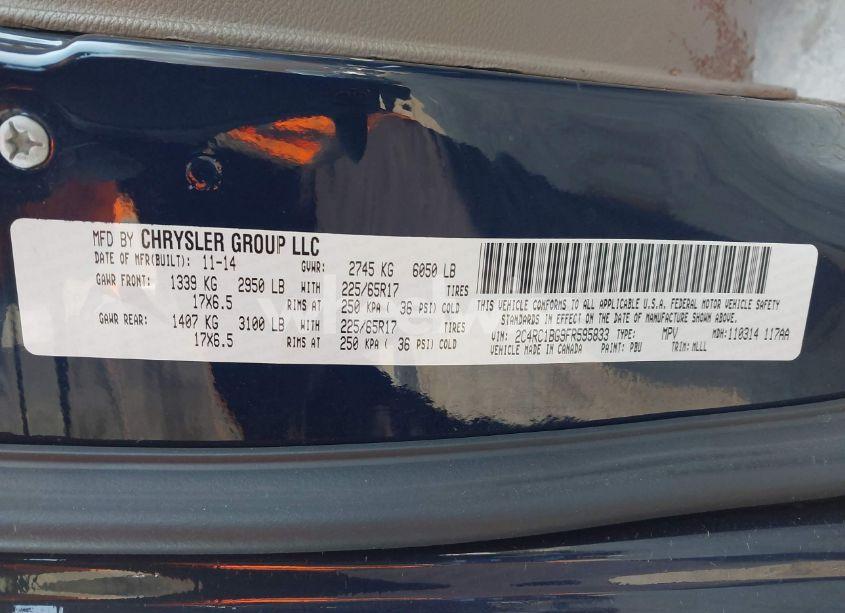 MFD BY CHRYSLER GROUP LLC
DATE OF MFR(BUILT): 11-14 GVWR: 2745 KG 6050 LB
GAWR FRONT: 1339 KG 2950 LB WITH 225/65R17 TIRES
17X6.5 RIMS AT 250 KPA ( 36 PSI) COLD
GAWR REAR: 1407 KG 3100 LB WITH 225/65R17 TIRES
17X6.5 RIMS AT 250 KPA ( 36 PSI) COLD
THIS VEHICLE CONFORMS TO ALL APPLICABLE U.S.A. FEDERAL MOTOR VEHICLE SAFETY
STANDARDS IN EFFECT ON THE DATE OF MANUFACTURE SHOWN ABOVE.
VIN: 2C4RC1BG9FR595833 TYPE: MPV MDH:110314 117AA
VEHICLE MADE IN CANADA PAINT: PBU TRIM: MLLL